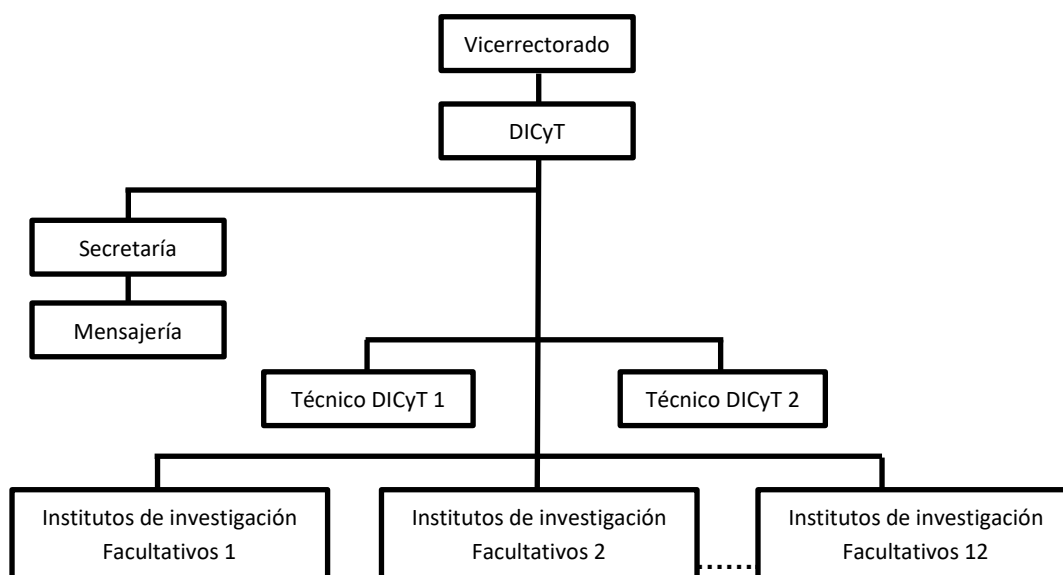 Vicerrectorado
DICyT
Secretaría
Mensajería
Técnico DICyT 1
Técnico DICyT 2
Institutos de investigación
Facultativos 1
Institutos de investigación
Facultativos 2
Institutos de investigación
Facultativos 12